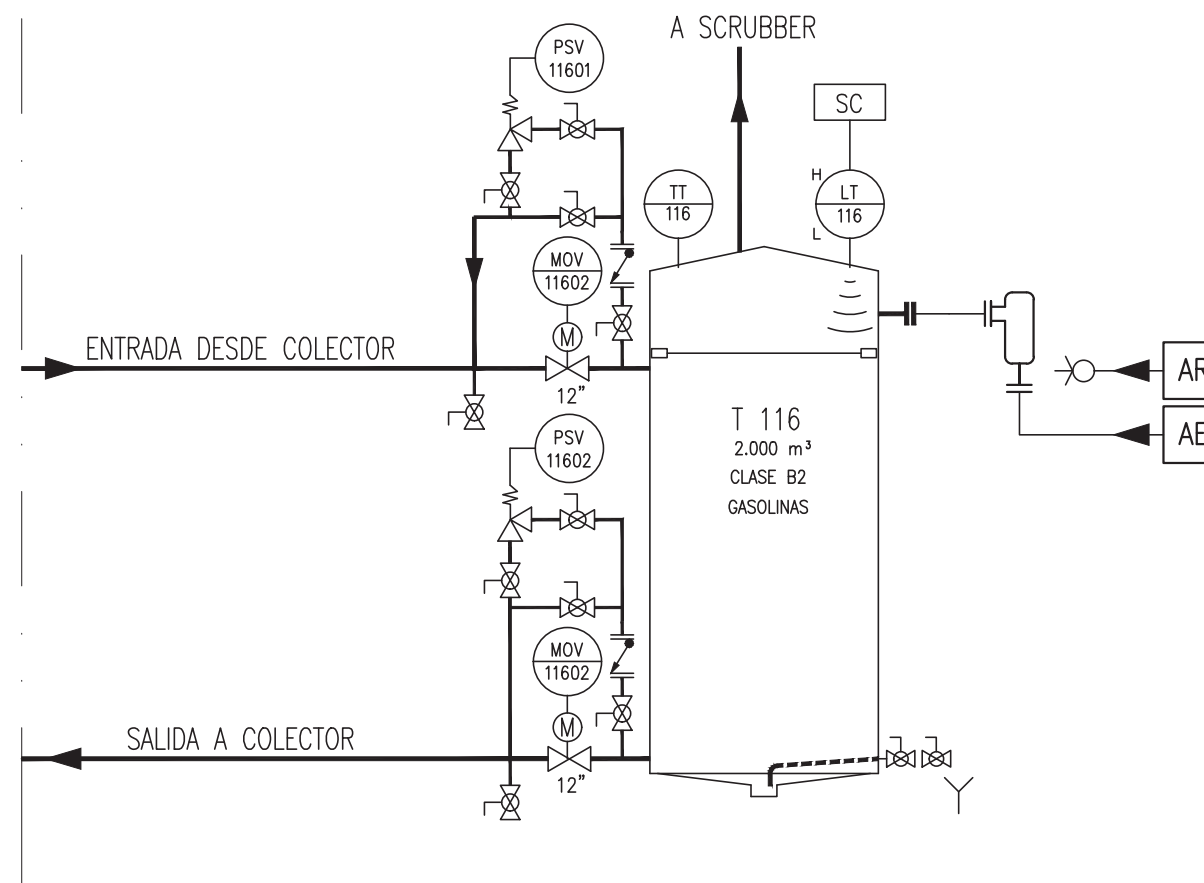 A SCRUBBER
PSV
11601
SC
H
TT
116
LT
116
L
MOV
11602
M
ENTRADA DESDE COLECTOR
12"
AR
PSV
11602
T 116
2.000 m³
CLASE B2
GASOLINAS
MOV
11602
M
SALIDA A COLECTOR
12"